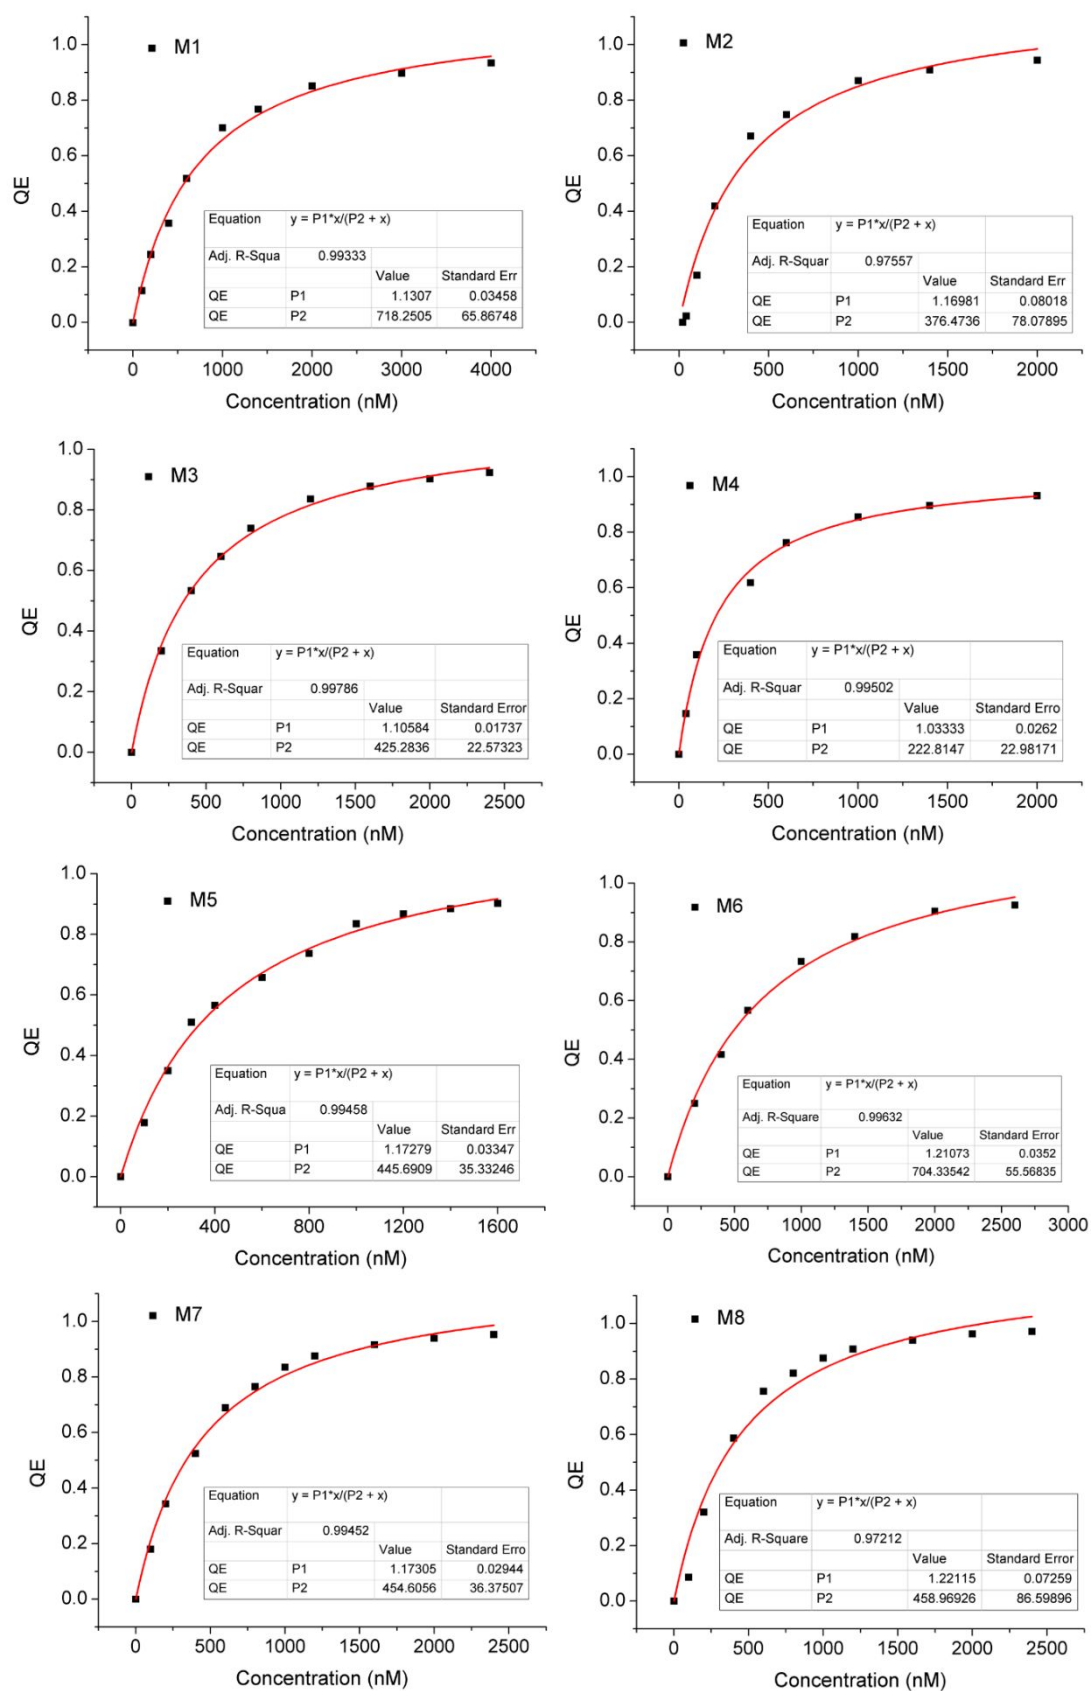 M1
QE
1.0
0.8
0.6
0.4
0.2
0.0
Equation y = P1*x/(P2 + x)
Adj. R-Squa 0.99333
Value Standard Err
QE P1 1.1307 0.03458
QE P2 718.2505 65.86748
0 1000 2000 3000 4000
Concentration (nM)
M2
QE
1.0
0.8
0.6
0.4
0.2
0.0
Equation y = P1*x/(P2 + x)
Adj. R-Squar 0.97557
Value Standard Err
QE P1 1.16981 0.08018
QE P2 376.4736 78.07895
0 500 1000 1500 2000
Concentration (nM)
M3
QE
1.0
0.8
0.6
0.4
0.2
0.0
Equation y = P1*x/(P2 + x)
Adj. R-Squar 0.99786
Value Standard Error
QE P1 1.10584 0.01737
QE P2 425.2836 22.57323
0 500 1000 1500 2000 2500
Concentration (nM)
M4
QE
1.0
0.8
0.6
0.4
0.2
0.0
Equation y = P1*x/(P2 + x)
Adj. R-Squar 0.99502
Value Standard Erro
QE P1 1.03333 0.0262
QE P2 222.8147 22.98171
0 500 1000 1500 2000
Concentration (nM)
M5
QE
1.0
0.8
0.6
0.4
0.2
0.0
Equation y = P1*x/(P2 + x)
Adj. R-Squa 0.99458
Value Standard Err
QE P1 1.17279 0.03347
QE P2 445.6909 35.33246
0 400 800 1200 1600
Concentration (nM)
M6
QE
1.0
0.8
0.6
0.4
0.2
0.0
Equation y = P1*x/(P2 + x)
Adj. R-Square 0.99632
Value Standard Error
QE P1 1.21073 0.0352
QE P2 704.33542 55.56835
0 500 1000 1500 2000 2500 3000
Concentration (nM)
M7
QE
1.0
0.8
0.6
0.4
0.2
0.0
Equation y = P1*x/(P2 + x)
Adj. R-Squar 0.99452
Value Standard Erro
QE P1 1.17305 0.02944
QE P2 454.6056 36.37507
0 500 1000 1500 2000 2500
Concentration (nM)
M8
QE
1.0
0.8
0.6
0.4
0.2
0.0
Equation y = P1*x/(P2 + x)
Adj. R-Square 0.97212
Value Standard Error
QE P1 1.22115 0.07259
QE P2 458.96926 86.59896
0 500 1000 1500 2000 2500
Concentration (nM)